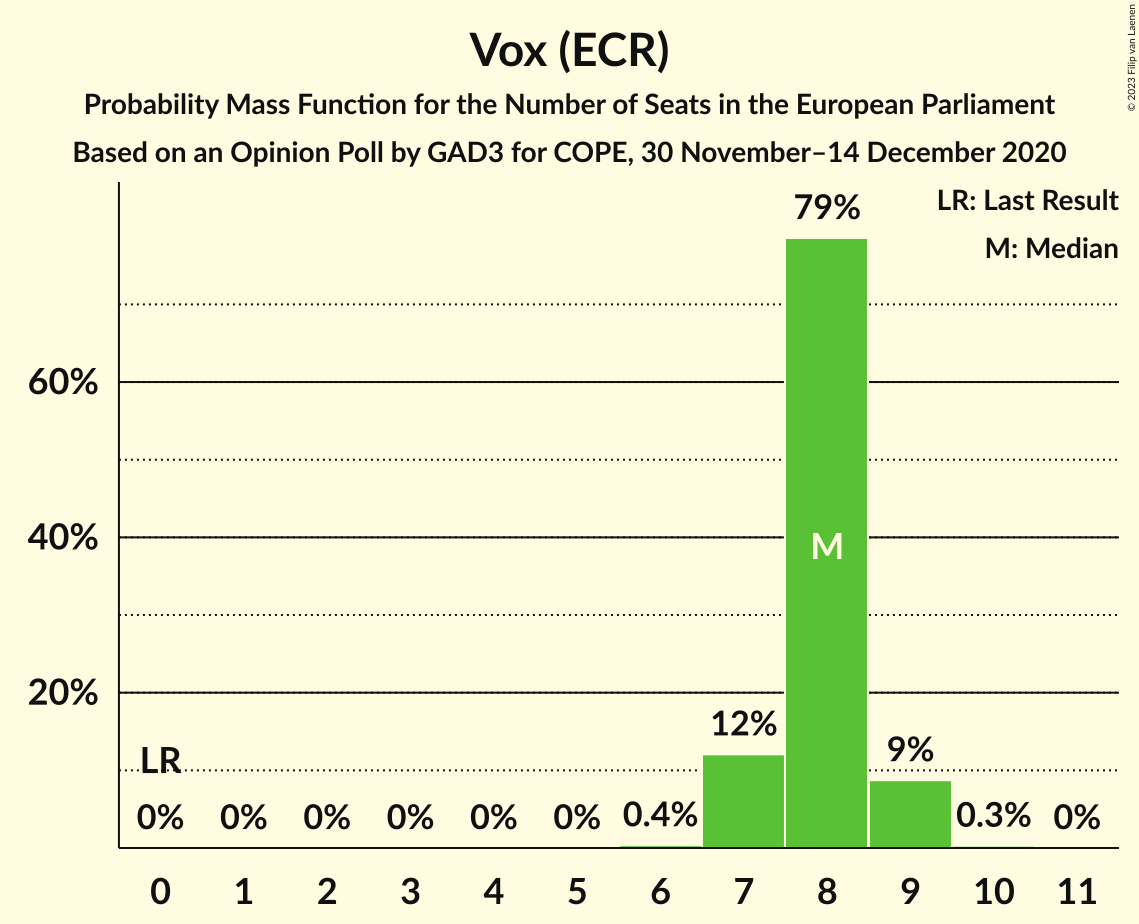 Vox (ECR)
Probability Mass Function for the Number of Seats in the European Parliament
Based on an Opinion Poll by GAD3 for COPE, 30 November–14 December 2020
© 2023 Filip van Laenen
LR: Last Result
M: Median
79%
60%
40%
20%
M
12%
9%
LR
0% 0% 0% 0% 0% 0% 0.4% 0.3% 0%
0 1 2 3 4 5 6 7 8 9 10 11